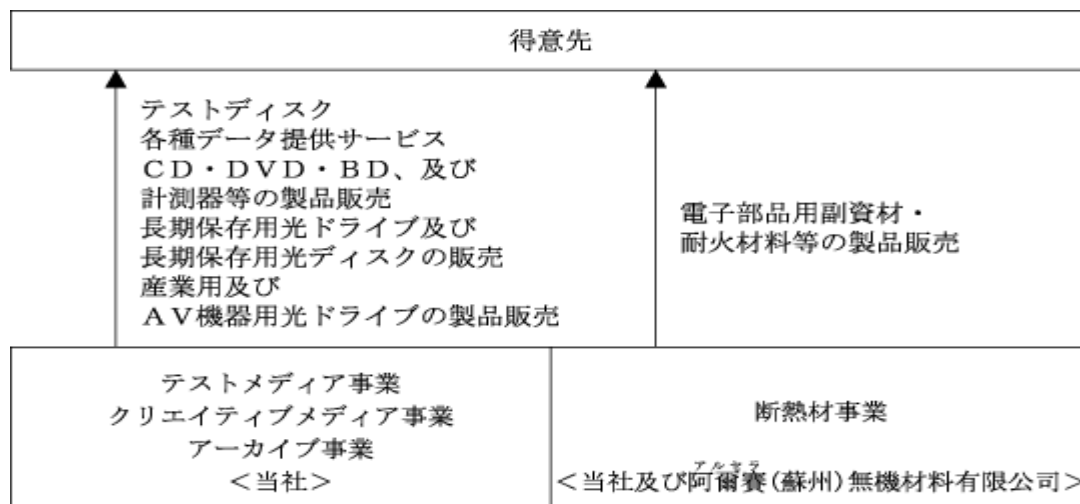 得意先
テストディスク
各種データ提供サービス
ＣＤ・ＤＶＤ・ＢＤ、及び
計測器等の製品販売
長期保存用光ドライブ及び
長期保存用光ディスクの販売
産業用及び
ＡＶ機器用光ドライブの製品販売
電子部品用副資材・
耐火材料等の製品販売
テストメディア事業
クリエイティブメディア事業
アーカイブ事業
＜当社＞
断熱材事業
アルセラ
＜当社及び阿爾賽(蘇州)無機材料有限公司＞